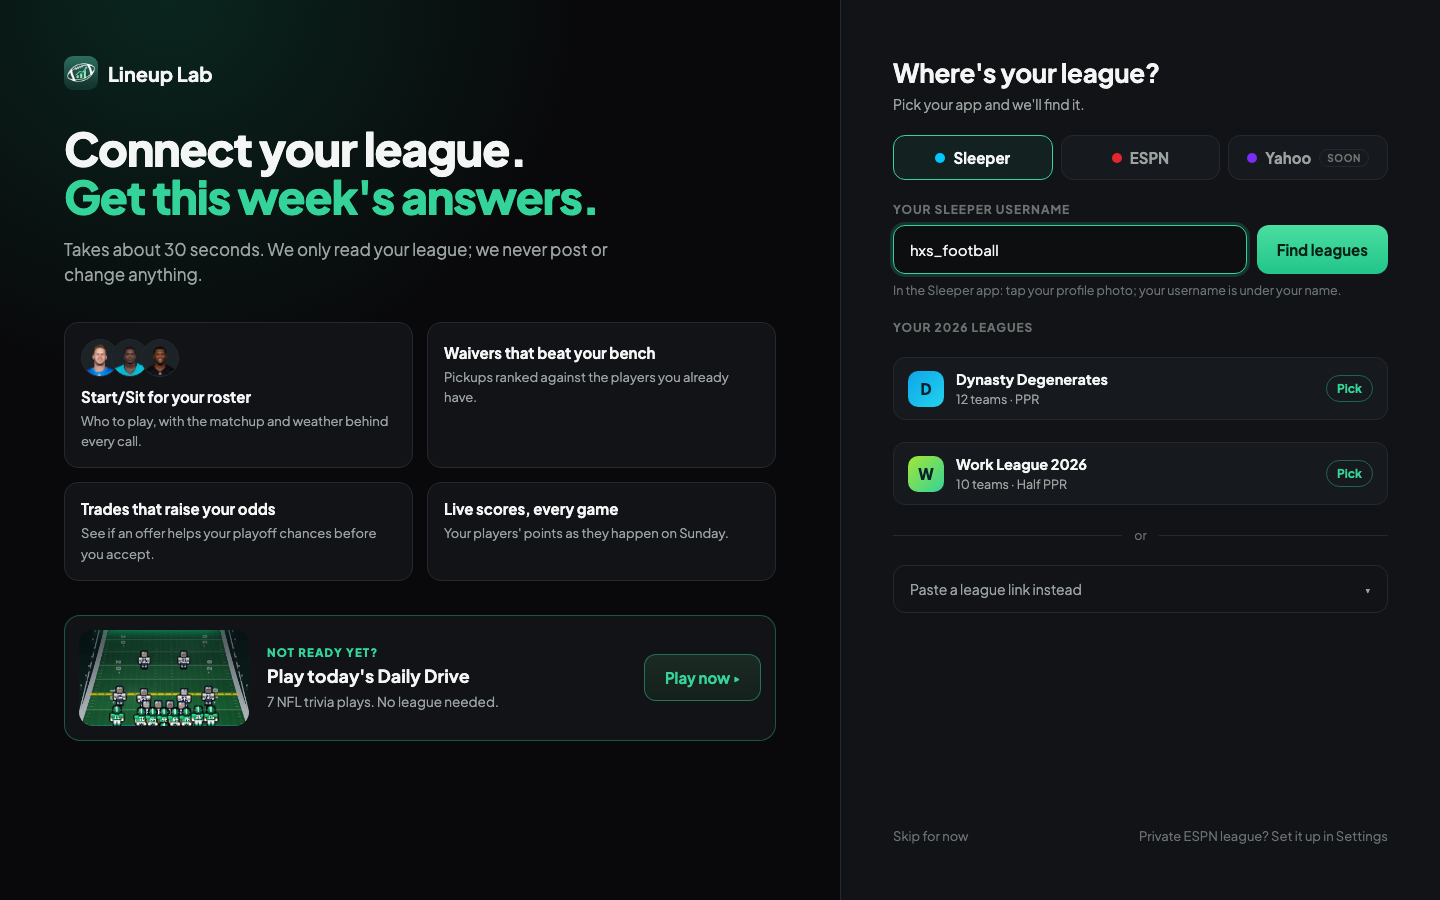 Lineup Lab
Connect your league.
Get this week's answers.
Takes about 30 seconds. We only read your league; we never post or
change anything.
Start/Sit for your roster
Who to play, with the matchup and weather behind
every call.
Waivers that beat your bench
Pickups ranked against the players you already
have.
Trades that raise your odds
See if an offer helps your playoff chances before
you accept.
Live scores, every game
Your players' points as they happen on Sunday.
NOT READY YET?
Play today's Daily Drive
7 NFL trivia plays. No league needed.
Play now ▸
Where's your league?
Pick your app and we'll find it.
Sleeper
ESPN
Yahoo SOON
YOUR SLEEPER USERNAME
hxs_football
Find leagues
In the Sleeper app: tap your profile photo; your username is under your name.
YOUR 2026 LEAGUES
D
Dynasty Degenerates
12 teams · PPR
Pick
W
Work League 2026
10 teams · Half PPR
Pick
or
Paste a league link instead ▾
Skip for now
Private ESPN league? Set it up in Settings